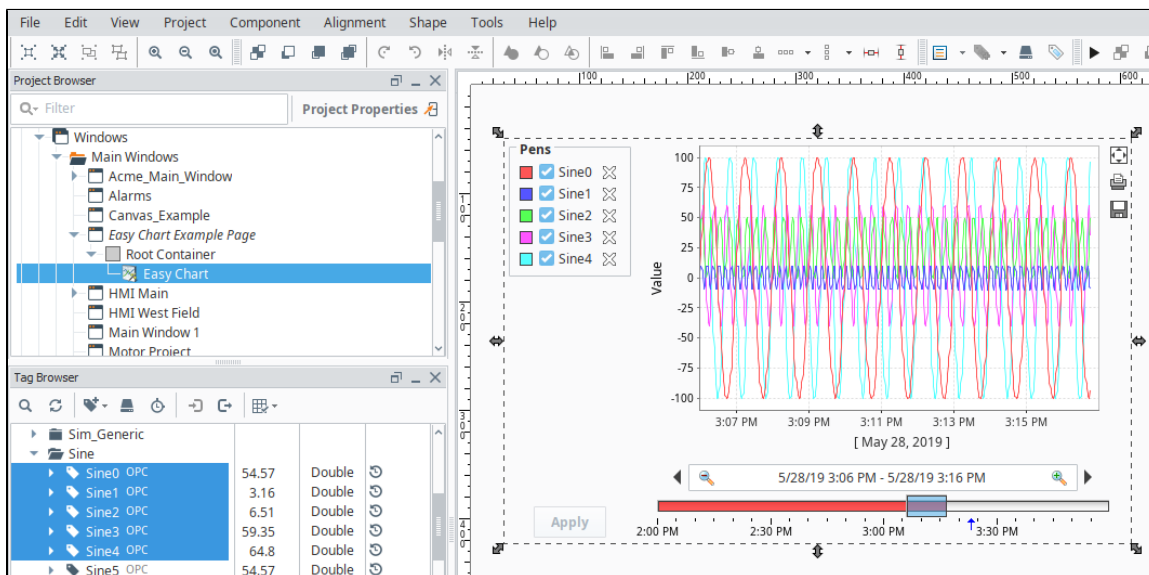 File Edit View Project Component Alignment Shape Tools Help
Project Browser
Filter
Project Properties
Windows
Main Windows
Acme_Main_Window
Alarms
Canvas_Example
Easy Chart Example Page
Root Container
Easy Chart
HMI Main
HMI West Field
Main Window 1
Motor Project
Tag Browser
Sim_Generic
Sine
Sine0 OPC 54.57 Double
Sine1 OPC 3.16 Double
Sine2 OPC 6.51 Double
Sine3 OPC 59.35 Double
Sine4 OPC 64.8 Double
Sine5 OPC 54.57 Double
100 200 300 400 500 600
100
200
300
400
Pens
Sine0
Sine1
Sine2
Sine3
Sine4
Apply
Value
100
75
50
25
0
-25
-50
-75
-100
3:07 PM 3:09 PM 3:11 PM 3:13 PM 3:15 PM
[ May 28, 2019 ]
5/28/19 3:06 PM - 5/28/19 3:16 PM
2:00 PM 2:30 PM 3:00 PM 3:30 PM